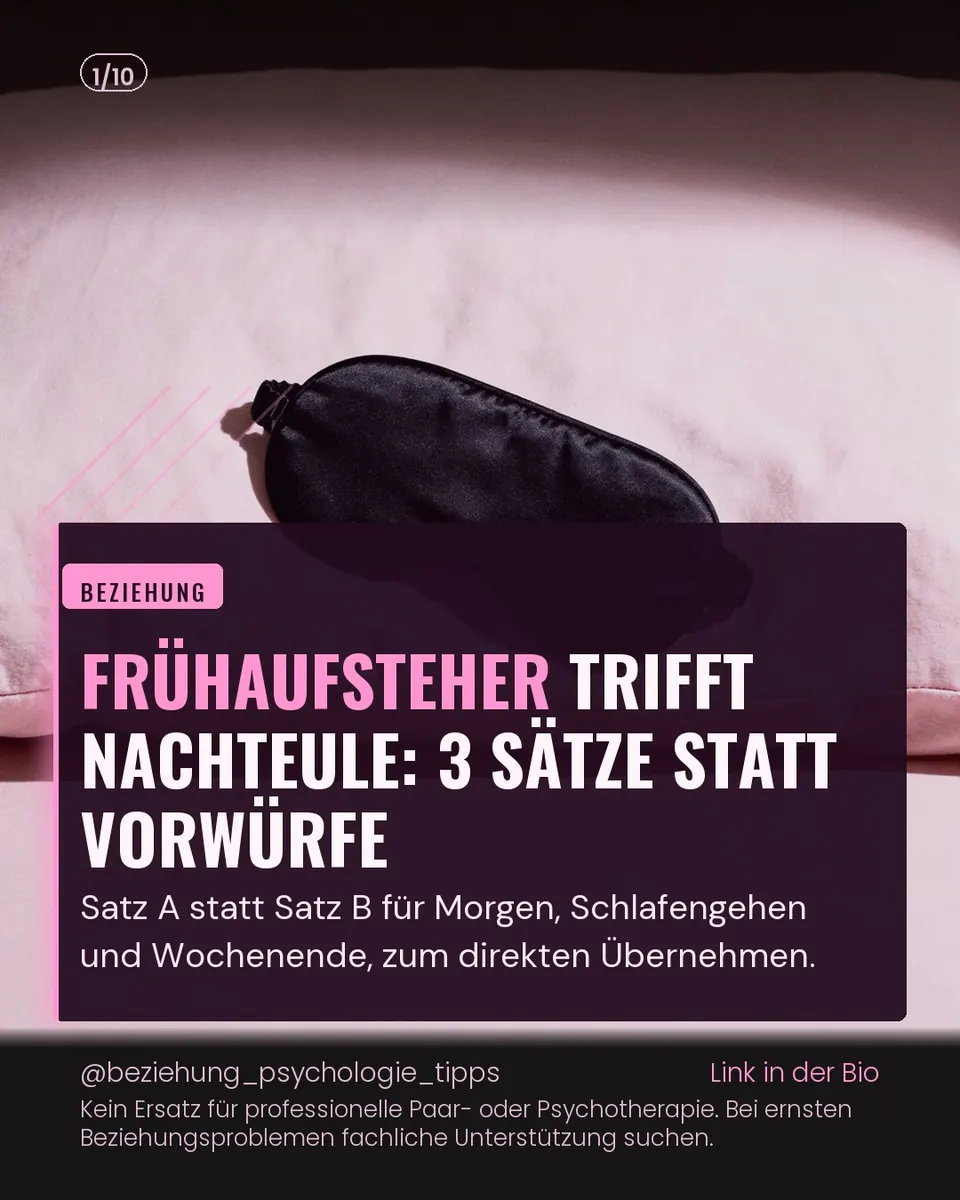 1/10
BEZIEHUNG
FRÜHAUFSTEHER TRIFFT
NACHTEULE: 3 SÄTZE STATT
VORWÜRFE
Satz A statt Satz B für Morgen, Schlafengehen
und Wochenende, zum direkten Übernehmen.
@beziehung_psychologie_tipps
Link in der Bio
Kein Ersatz für professionelle Paar- oder Psychotherapie. Bei ernsten
Beziehungsproblemen fachliche Unterstützung suchen.